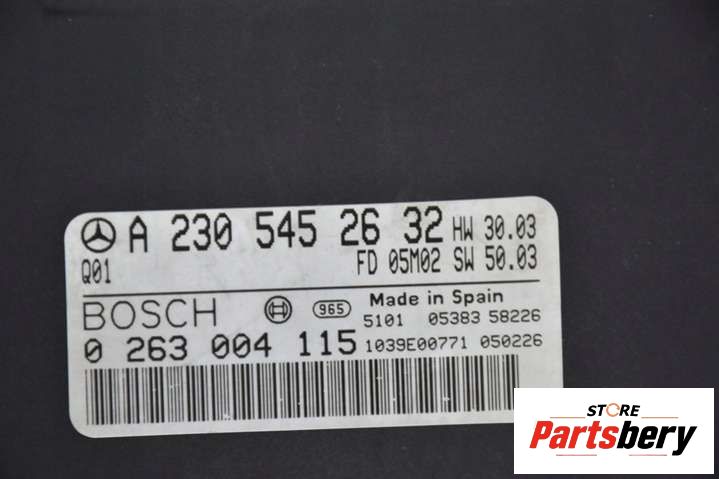 A 230 545 26 32 HW 30.03
Q01 FD 05M02 SW 50.03
BOSCH 965 Made in Spain
5101 05383 58226
0 263 004 115 1039E00771 050226
STORE
Partsbery